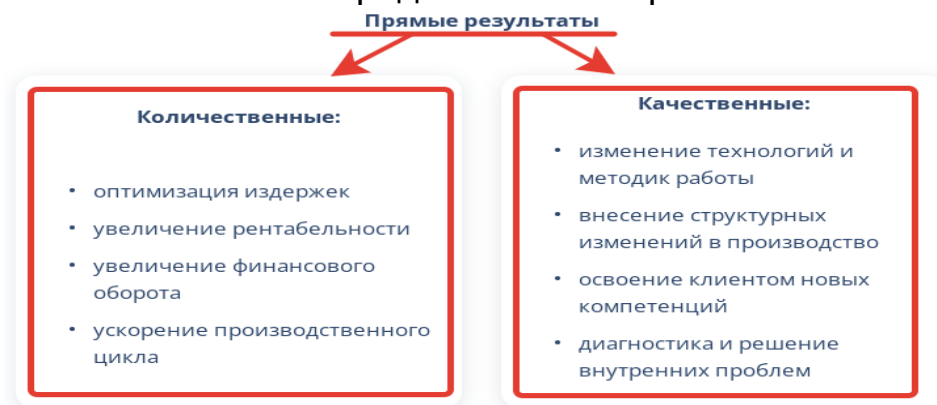 Прямые результаты
Количественные:
• оптимизация издержек
• увеличение рентабельности
• увеличение финансового
оборота
• ускорение производственного
цикла
Качественные:
• изменение технологий и
методик работы
• внесение структурных
изменений в производство
• освоение клиентом новых
компетенций
• диагностика и решение
внутренних проблем